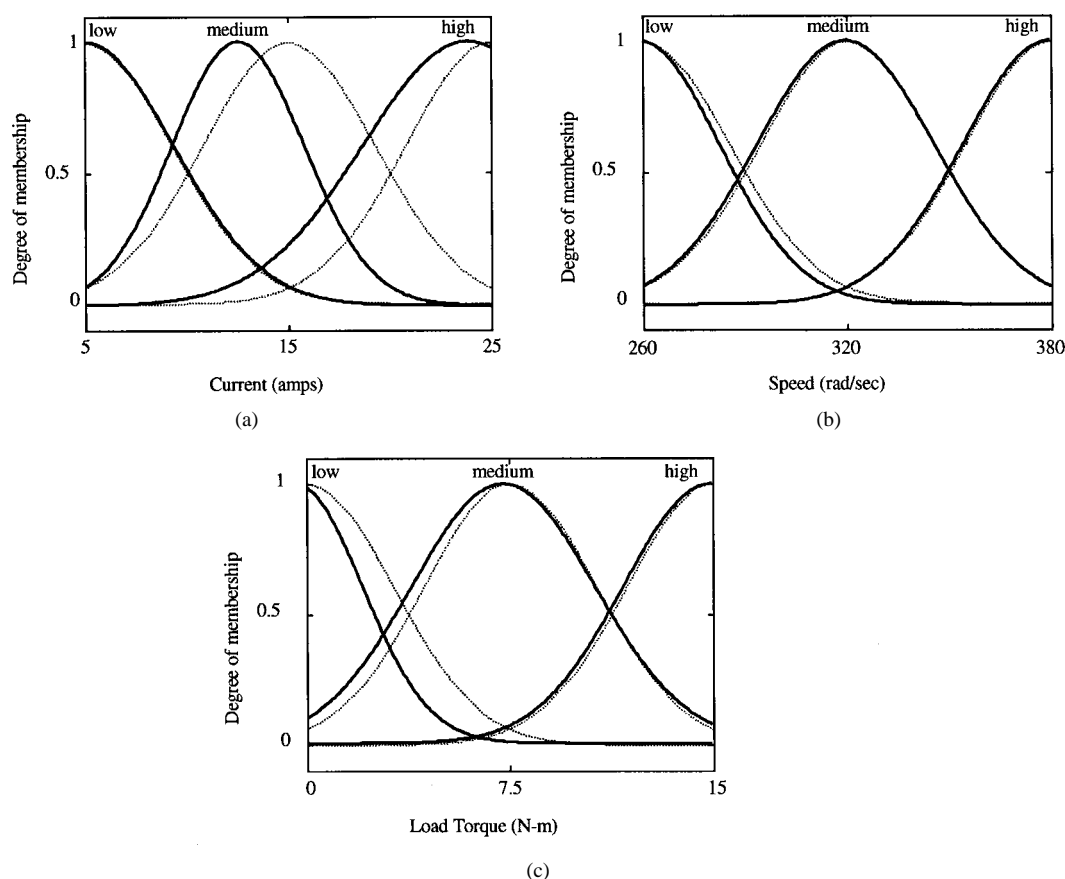 low medium high
1
0.5
0
Degree of membership
5 15 25
Current (amps)
(a)
low medium high
1
0.5
0
Degree of membership
260 320 380
Speed (rad/sec)
(b)
low medium high
1
0.5
0
Degree of membership
0 7.5 15
Load Torque (N-m)
(c)